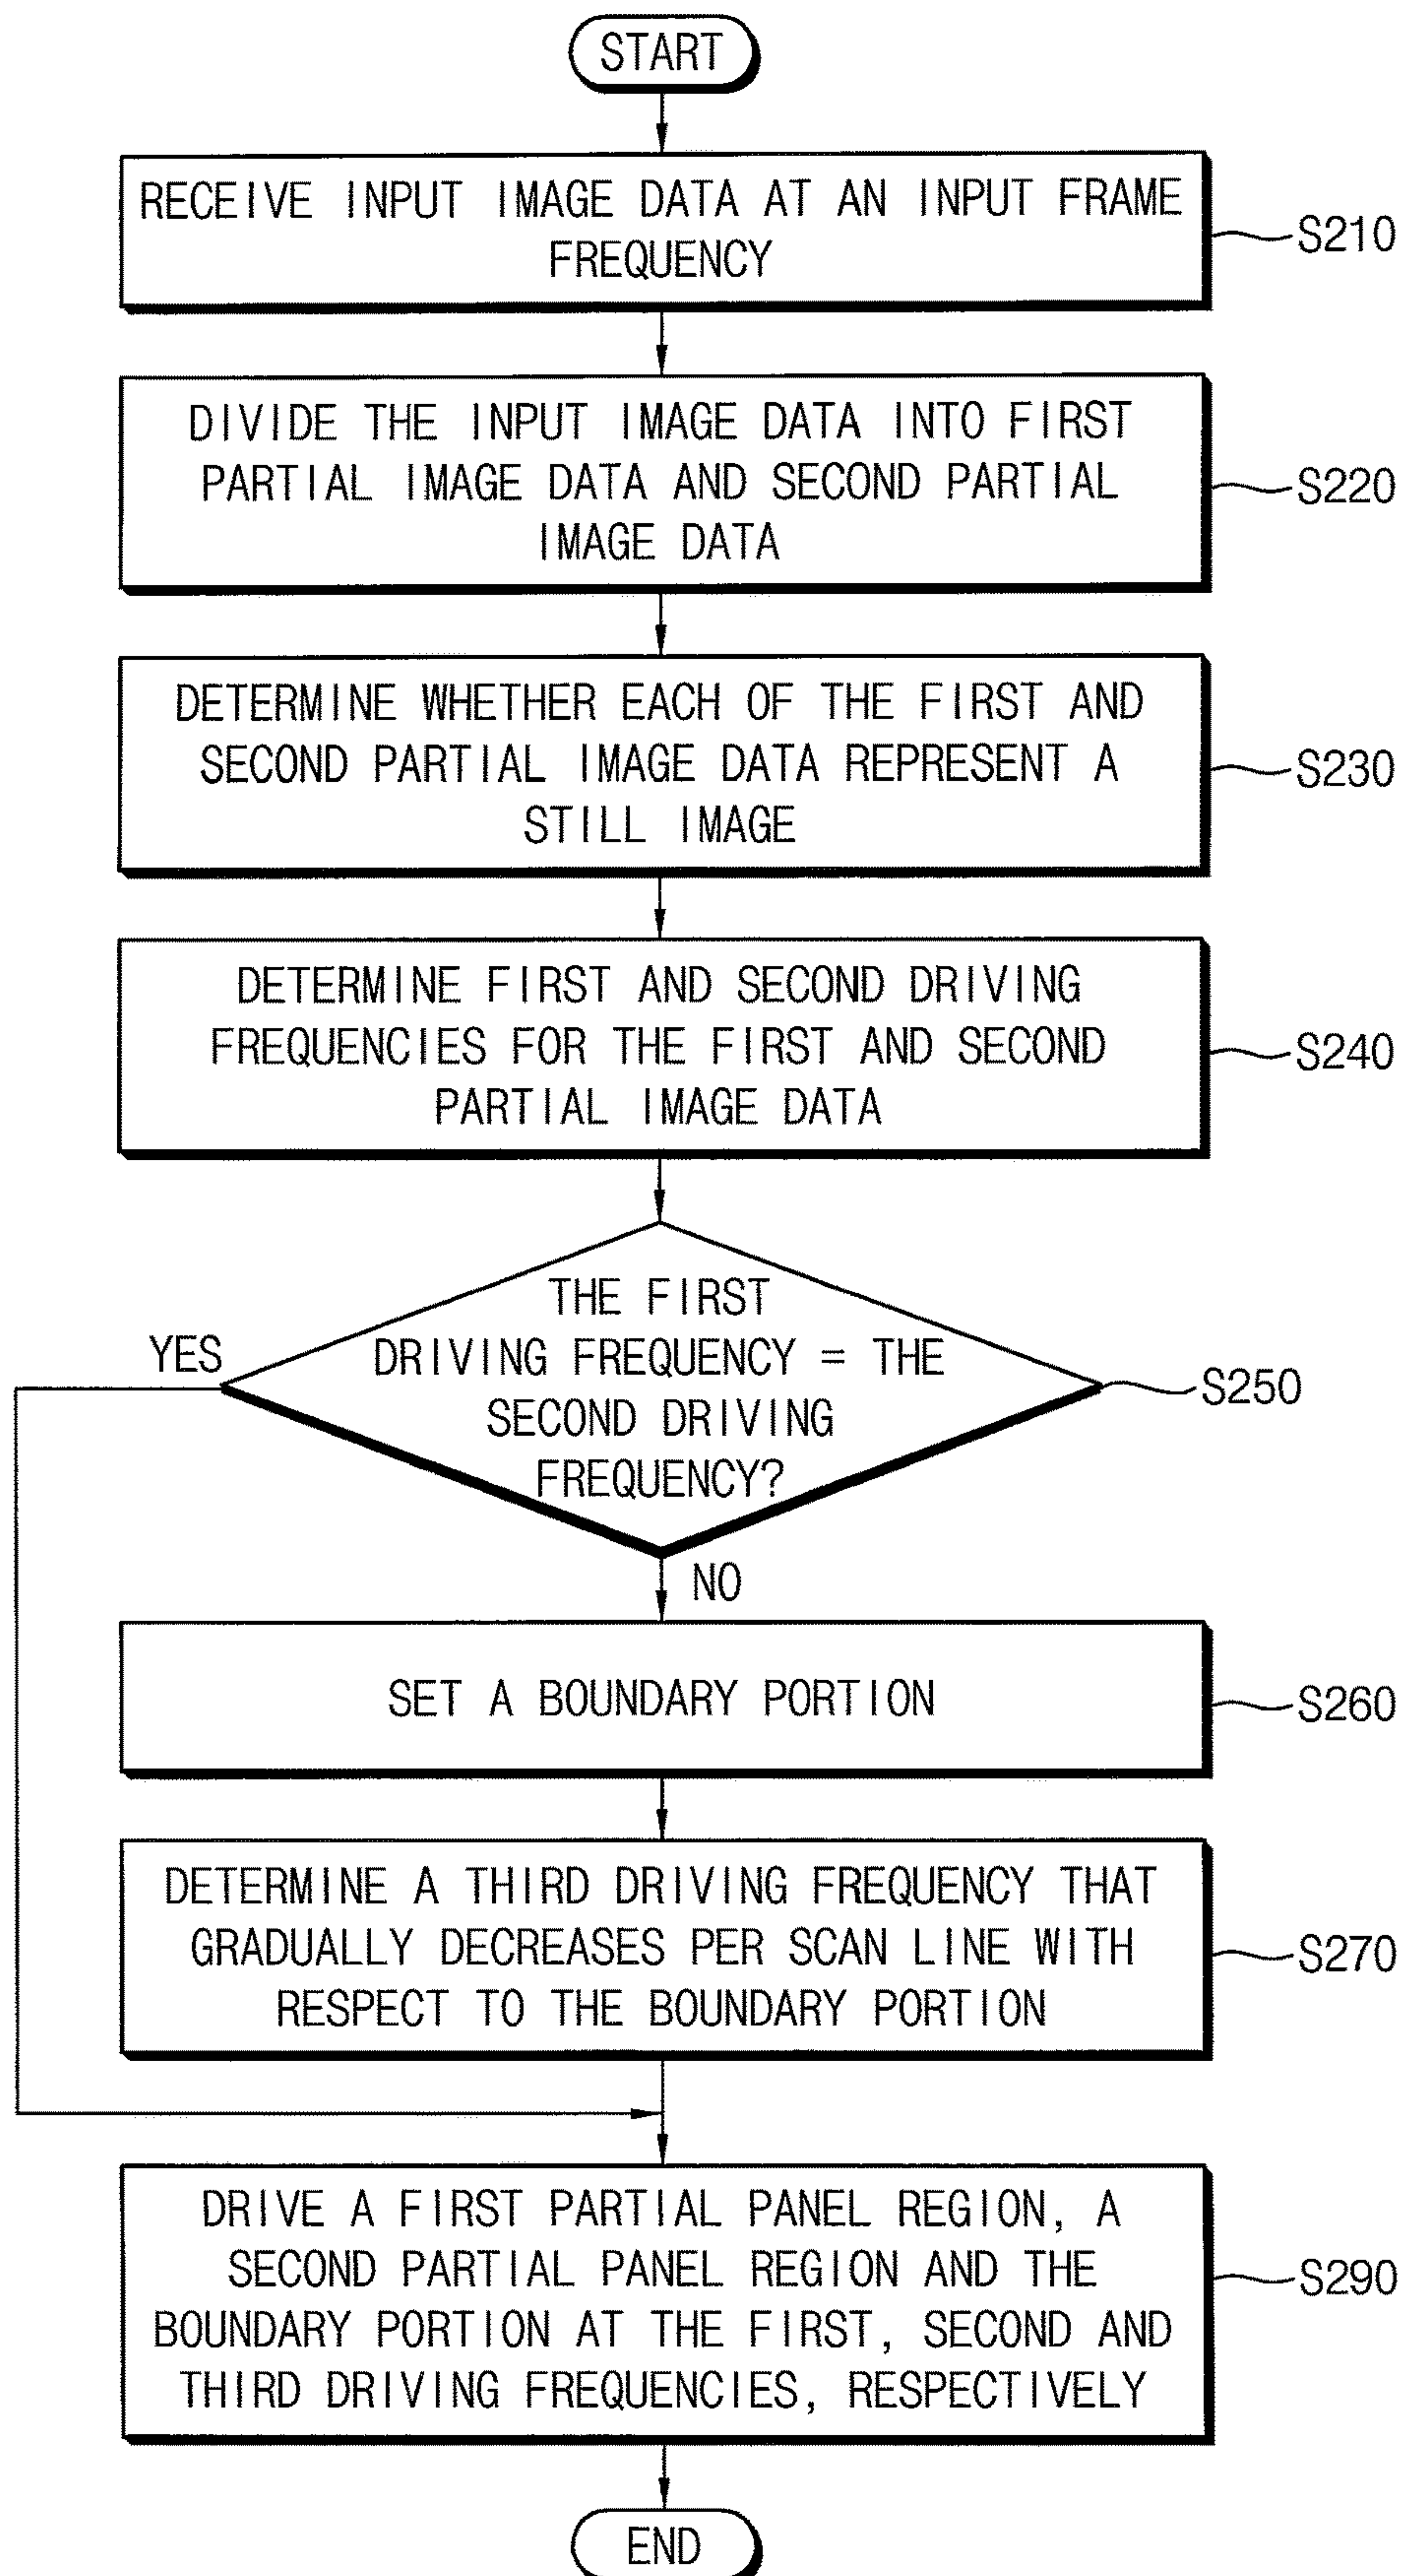 START
RECEIVE INPUT IMAGE DATA AT AN INPUT FRAME
FREQUENCY
S210
DIVIDE THE INPUT IMAGE DATA INTO FIRST
PARTIAL IMAGE DATA AND SECOND PARTIAL
IMAGE DATA
S220
DETERMINE WHETHER EACH OF THE FIRST AND
SECOND PARTIAL IMAGE DATA REPRESENT A
STILL IMAGE
S230
DETERMINE FIRST AND SECOND DRIVING
FREQUENCIES FOR THE FIRST AND SECOND
PARTIAL IMAGE DATA
S240
THE FIRST
DRIVING FREQUENCY = THE
SECOND DRIVING
FREQUENCY?
YES
S250
NO
SET A BOUNDARY PORTION
S260
DETERMINE A THIRD DRIVING FREQUENCY THAT
GRADUALLY DECREASES PER SCAN LINE WITH
RESPECT TO THE BOUNDARY PORTION
S270
DRIVE A FIRST PARTIAL PANEL REGION, A
SECOND PARTIAL PANEL REGION AND THE
BOUNDARY PORTION AT THE FIRST, SECOND AND
THIRD DRIVING FREQUENCIES, RESPECTIVELY
S290
END